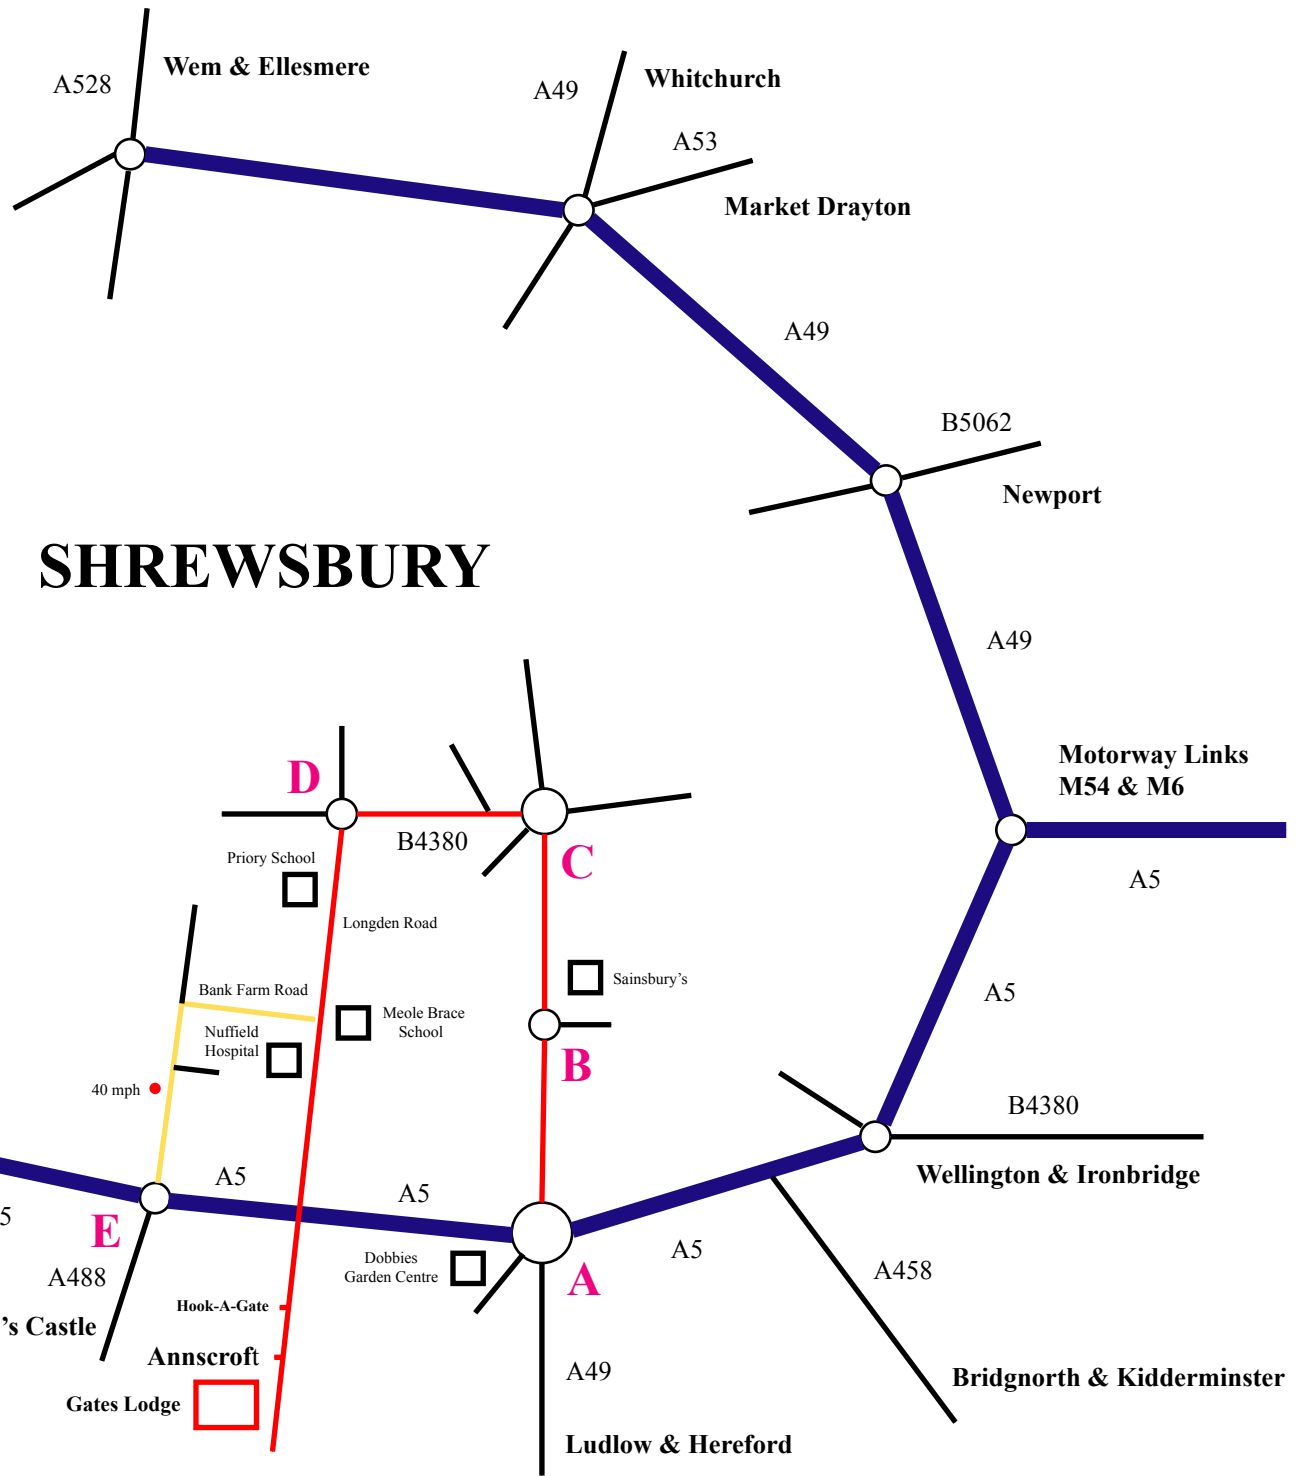 Wem & Ellesmere
A528
A49
Whitchurch
A53
Market Drayton
A49
B5062
Newport
SHREWSBURY
A49
Motorway Links
M54 & M6
A5
D
B4380
C
Priory School
Longden Road
Sainsbury’s
Bank Farm Road
Meole Brace
School
Nuffield
Hospital
B
40 mph
A5
B4380
Wellington & Ironbridge
A5
A5
5
E
A488
Dobbies
Garden Centre
A
A5
A458
Hook-A-Gate
’s Castle
Annscroft
Gates Lodge
A49
Bridgnorth & Kidderminster
Ludlow & Hereford